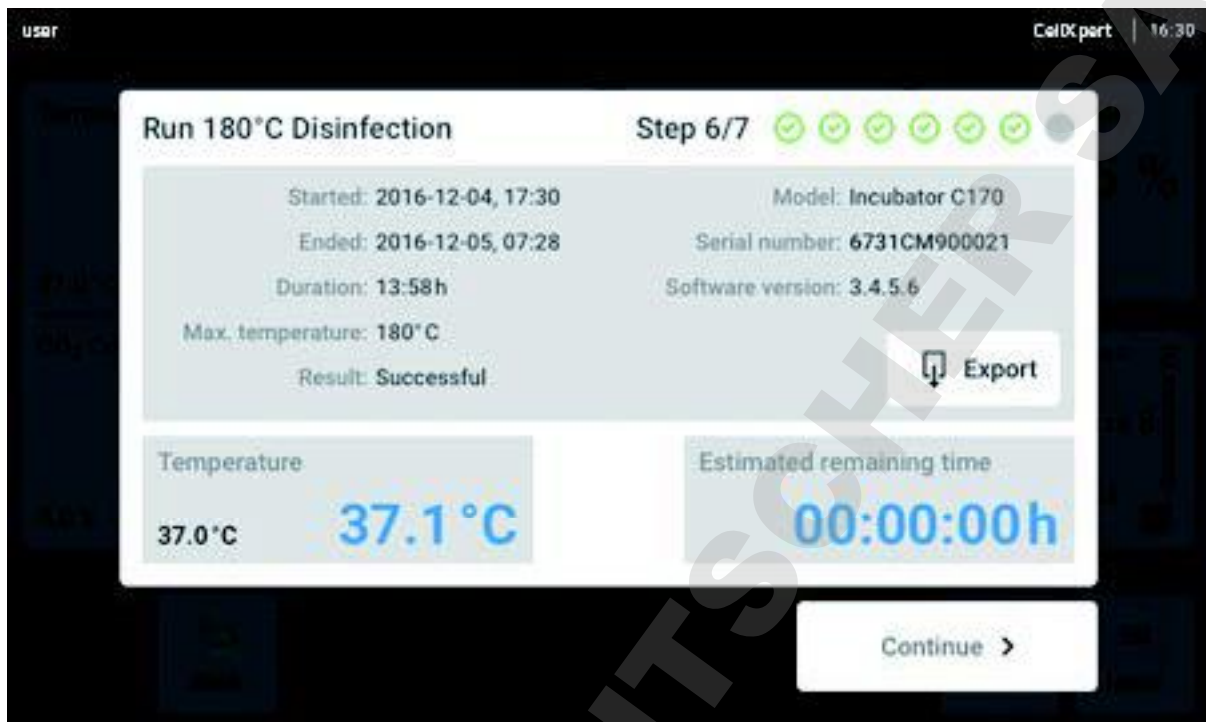 user
CellXpert | 16:30
Run 180°C Disinfection
Step 6/7
Started: 2016-12-04, 17:30
Ended: 2016-12-05, 07:28
Duration: 13:58h
Max. temperature: 180°C
Result: Successful
Model: Incubator C170
Serial number: 6731CM900021
Software version: 3.4.5.6
Export
Temperature
37.0°C
37.1°C
Estimated remaining time
00:00:00h
Continue